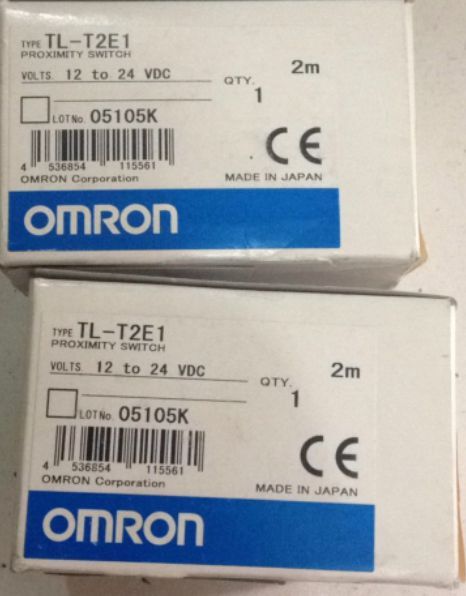 TYPE TL-T2E1
PROXIMITY SWITCH
VOLTS 12 to 24 VDC
QTY. 1
2m
LOT No. 05105K
4 536854 115561
OMRON Corporation
CE
MADE IN JAPAN
OMRON
TYPE TL-T2E1
PROXIMITY SWITCH
VOLTS 12 to 24 VDC
QTY. 1
2m
LOT No. 05105K
4 536854 115561
OMRON Corporation
CE
MADE IN JAPAN
OMRON